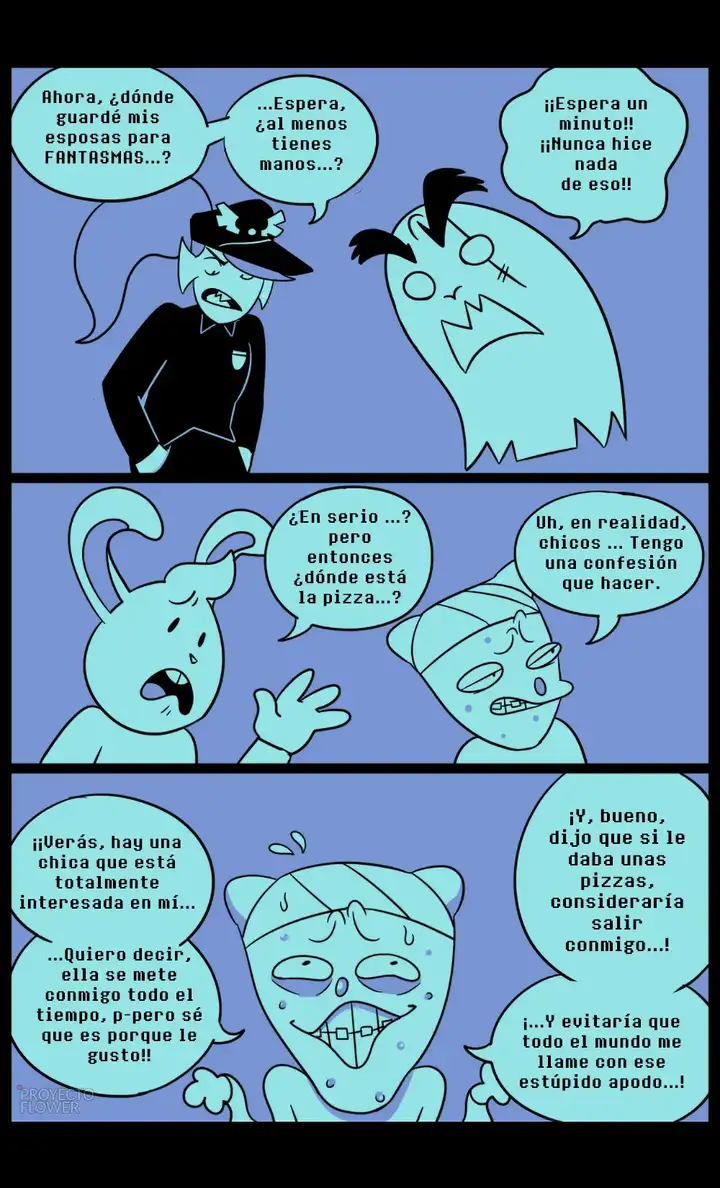 Ahora, ¿dónde
guardé mis
esposas para
FANTASMAS...?
...Espera,
¿al menos
tienes
manos...?
¡¡Espera un
minuto!!
¡¡Nunca hice
nada
de eso!!
¿En serio ...?
pero
entonces
¿dónde está
la pizza...?
Uh, en realidad,
chicos ... Tengo
una confesión
que hacer.
¡¡Verás, hay una
chica que está
totalmente
interesada en mí...
...Quiero decir,
ella se mete
conmigo todo el
tiempo, p-pero sé
que es porque le
gusto!!
¡Y, bueno,
dijo que si le
daba unas
pizzas,
consideraría
salir
conmigo...!
¡...Y evitaría que
todo el mundo me
llame con ese
estúpido apodo...!
PROYECTO
FLOWER